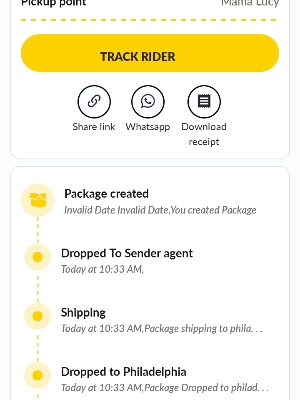 Pickup point Mama Lucy
TRACK RIDER
Share link Whatsapp Download
receipt
Package created
Invalid Date Invalid Date,You created Package
Dropped To Sender agent
Today at 10:33 AM,
Shipping
Today at 10:33 AM,Package shipping to phila. . .
Dropped to Philadelphia
Today at 10:33 AM,Package Dropped to philad. . .